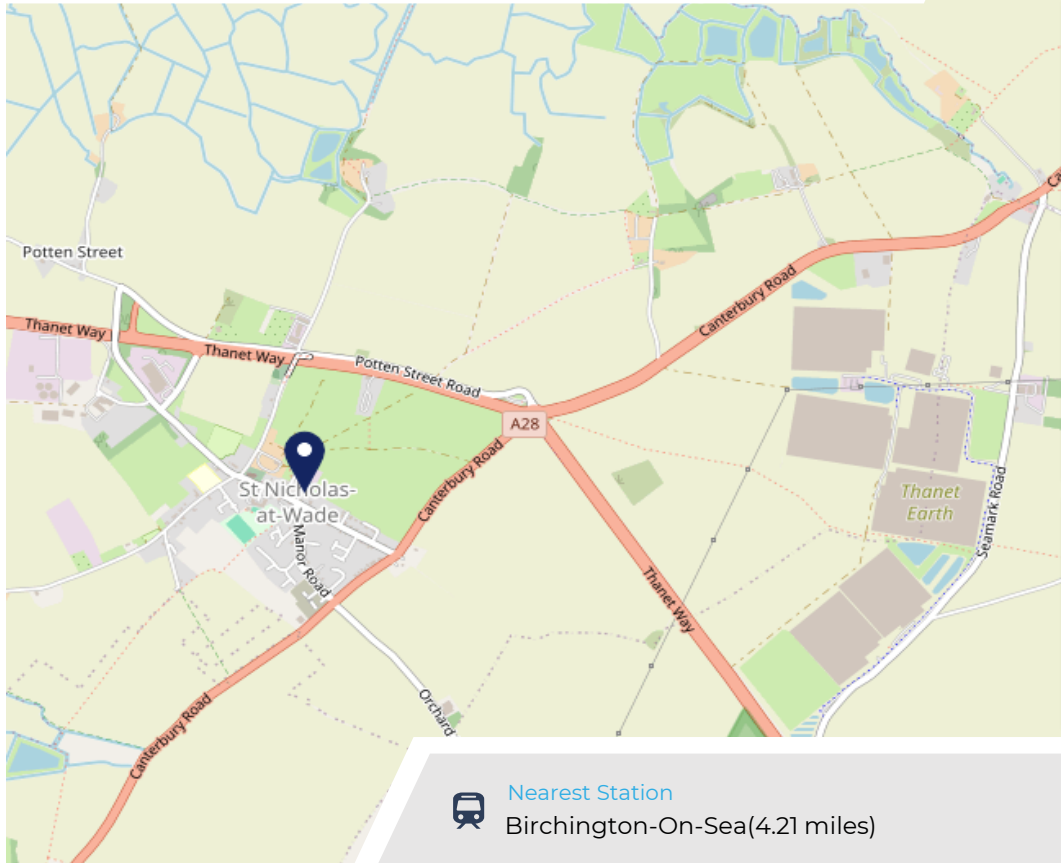 Potten Street
Thanet Way
Thanet Way
Potten Street Road
A28
Canterbury Road
Canterbury Road
St Nicholas-
at-Wade
Manor Road
Thanet
Earth
Seamark Road
Thanet Way
Canterbury Road
Orchard
Nearest Station
Birchington-On-Sea(4.21 miles)